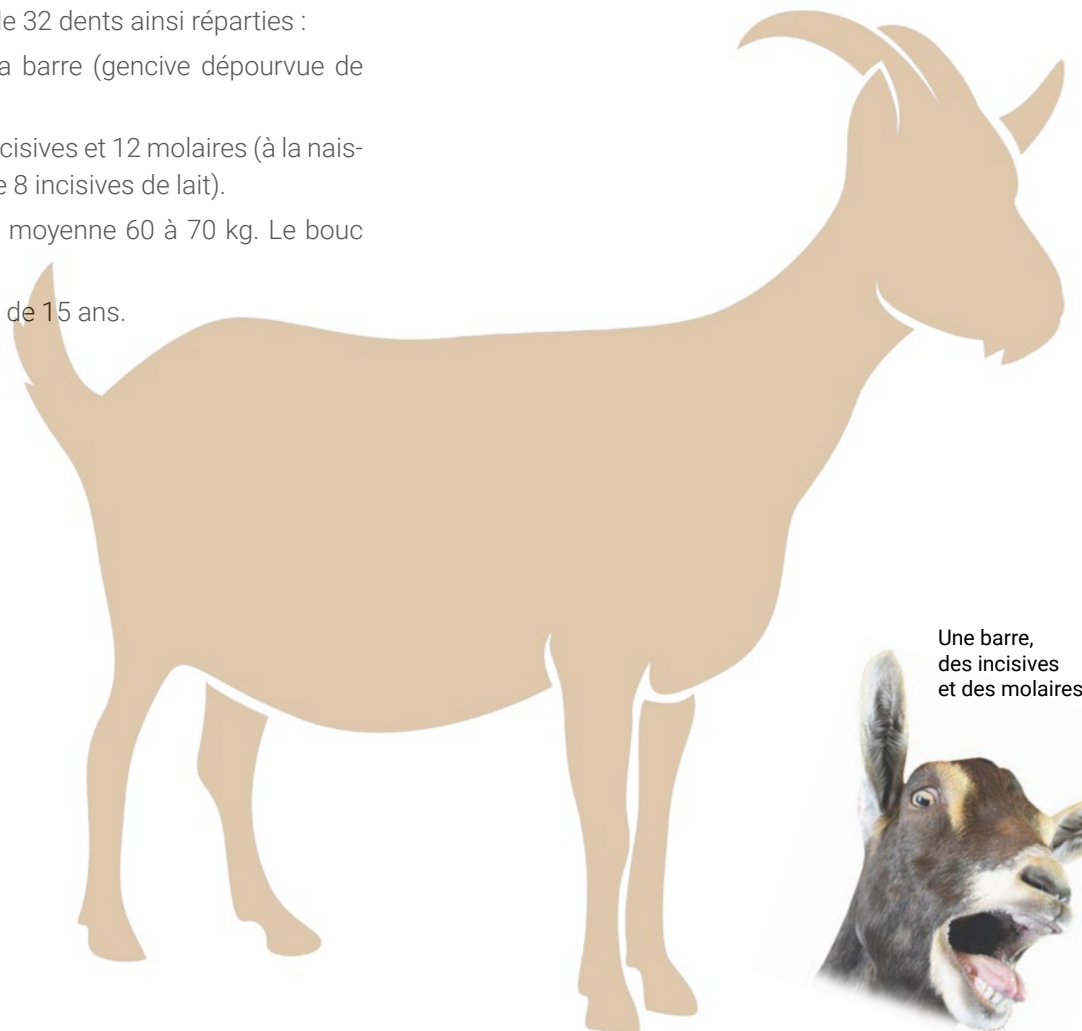 de 32 dents ainsi réparties :
a barre (gencive dépourvue de
cisives et 12 molaires (à la nais-
e 8 incisives de lait).
moyenne 60 à 70 kg. Le bouc
de 15 ans.
Une barre,
des incisives
et des molaires